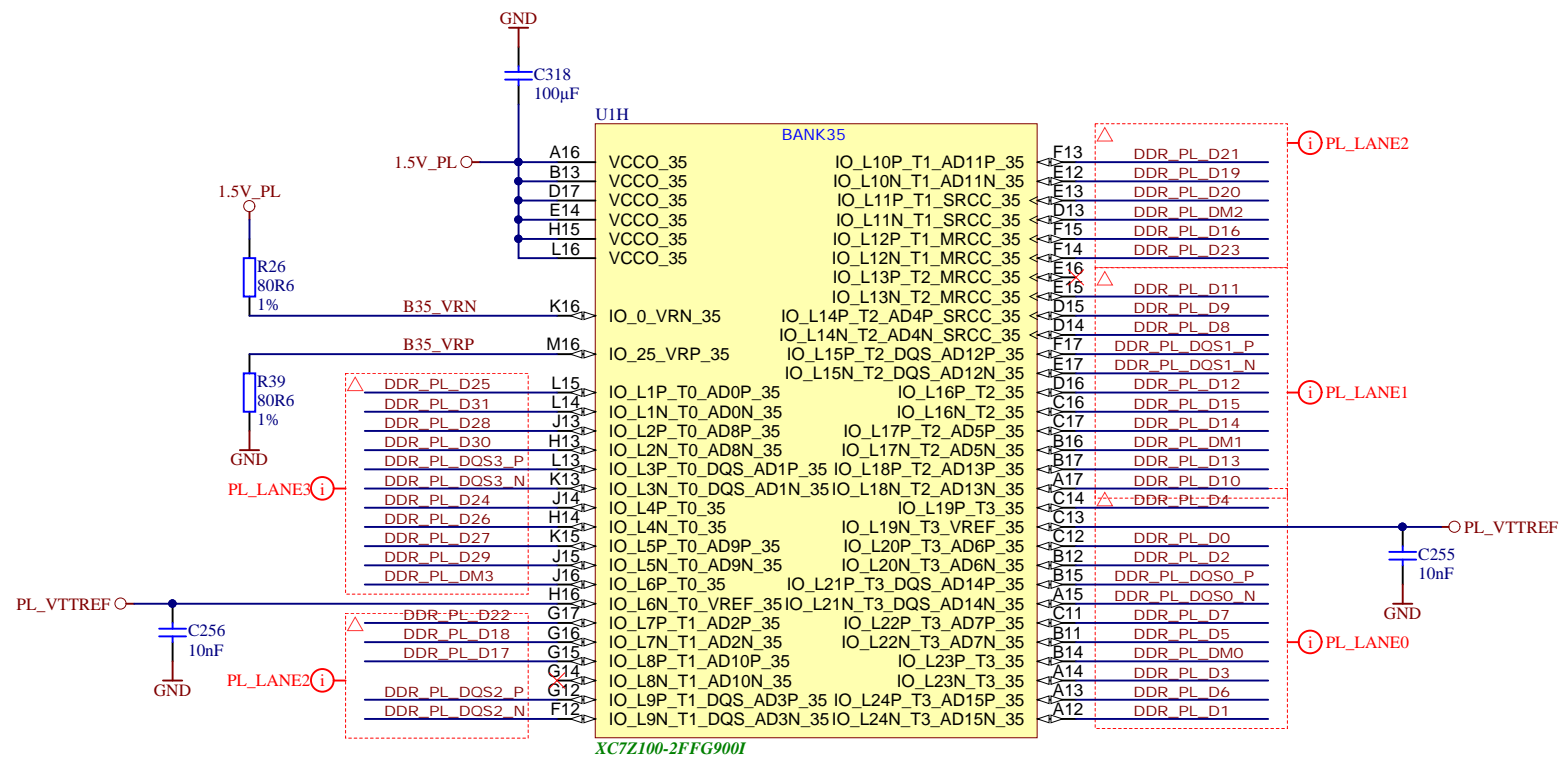 GND
C318
100µF
U1H
BANK35
1.5V_PL
A16 VCCO_35
B13 VCCO_35
D17 VCCO_35
E14 VCCO_35
H15 VCCO_35
L16 VCCO_35
1.5V_PL
R26
80R6
1%
B35_VRN K16 IO_0_VRN_35
B35_VRP M16 IO_25_VRP_35
R39
80R6
1%
GND
PL_LANE3
DDR_PL_D25 L15 IO_L1P_T0_AD0P_35
DDR_PL_D31 L14 IO_L1N_T0_AD0N_35
DDR_PL_D28 J13 IO_L2P_T0_AD8P_35
DDR_PL_D30 H13 IO_L2N_T0_AD8N_35
DDR_PL_DQS3_P L13 IO_L3P_T0_DQS_AD1P_35
DDR_PL_DQS3_N K13 IO_L3N_T0_DQS_AD1N_35
DDR_PL_D24 J14 IO_L4P_T0_35
DDR_PL_D26 H14 IO_L4N_T0_35
DDR_PL_D27 K15 IO_L5P_T0_AD9P_35
DDR_PL_D29 J15 IO_L5N_T0_AD9N_35
DDR_PL_DM3 J16 IO_L6P_T0_35
PL_VTTREF H16 IO_L6N_T0_VREF_35
C256
10nF
GND
PL_LANE2
DDR_PL_D22 G17 IO_L7P_T1_AD2P_35
DDR_PL_D18 G16 IO_L7N_T1_AD2N_35
DDR_PL_D17 G15 IO_L8P_T1_AD10P_35
G14 IO_L8N_T1_AD10N_35
DDR_PL_DQS2_P G12 IO_L9P_T1_DQS_AD3P_35
DDR_PL_DQS2_N F12 IO_L9N_T1_DQS_AD3N_35
IO_L10P_T1_AD11P_35 F13 DDR_PL_D21
IO_L10N_T1_AD11N_35 E12 DDR_PL_D19
IO_L11P_T1_SRCC_35 E13 DDR_PL_D20
IO_L11N_T1_SRCC_35 D13 DDR_PL_DM2
IO_L12P_T1_MRCC_35 F15 DDR_PL_D16
IO_L12N_T1_MRCC_35 F14 DDR_PL_D23
PL_LANE2
IO_L13P_T2_MRCC_35 E16
IO_L13N_T2_MRCC_35 E15 DDR_PL_D11
IO_L14P_T2_AD4P_SRCC_35 D15 DDR_PL_D9
IO_L14N_T2_AD4N_SRCC_35 D14 DDR_PL_D8
IO_L15P_T2_DQS_AD12P_35 F17 DDR_PL_DQS1_P
IO_L15N_T2_DQS_AD12N_35 E17 DDR_PL_DQS1_N
IO_L16P_T2_35 D16 DDR_PL_D12
IO_L16N_T2_35 C16 DDR_PL_D15
IO_L17P_T2_AD5P_35 C17 DDR_PL_D14
IO_L17N_T2_AD5N_35 B16 DDR_PL_DM1
IO_L18P_T2_AD13P_35 B17 DDR_PL_D13
IO_L18N_T2_AD13N_35 A17 DDR_PL_D10
PL_LANE1
IO_L19P_T3_35 C14 DDR_PL_D4
IO_L19N_T3_VREF_35 C13 PL_VTTREF
C255
10nF
GND
IO_L20P_T3_AD6P_35 C12 DDR_PL_D0
IO_L20N_T3_AD6N_35 B12 DDR_PL_D2
IO_L21P_T3_DQS_AD14P_35 B15 DDR_PL_DQS0_P
IO_L21N_T3_DQS_AD14N_35 A15 DDR_PL_DQS0_N
IO_L22P_T3_AD7P_35 C11 DDR_PL_D7
IO_L22N_T3_AD7N_35 B11 DDR_PL_D5
IO_L23P_T3_35 B14 DDR_PL_DM0
IO_L23N_T3_35 A14 DDR_PL_D3
IO_L24P_T3_AD15P_35 A13 DDR_PL_D6
IO_L24N_T3_AD15N_35 A12 DDR_PL_D1
PL_LANE0
XC7Z100-2FFG900I